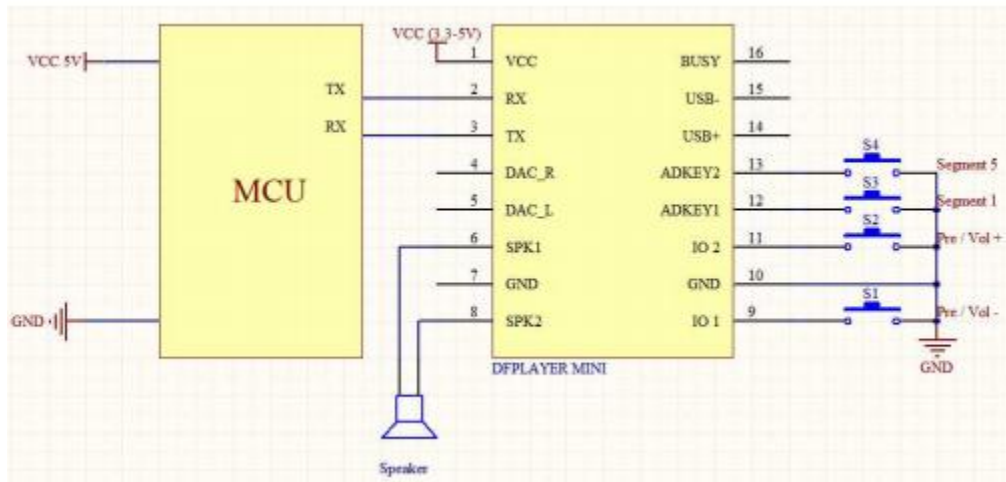 VCC 5V
GND
MCU
TX
RX
VCC (3.3-5V)
1 VCC
2 RX
3 TX
4 DAC_R
5 DAC_L
6 SPK1
7 GND
8 SPK2
BUSY 16
USB- 15
USB+ 14
ADKEY2 13
ADKEY1 12
IO 2 11
GND 10
IO 1 9
DFPLAYER MINI
Speaker
S4
Segment 5
S3
Segment 1
S2
Pre / Vol +
S1
Pre / Vol -
GND